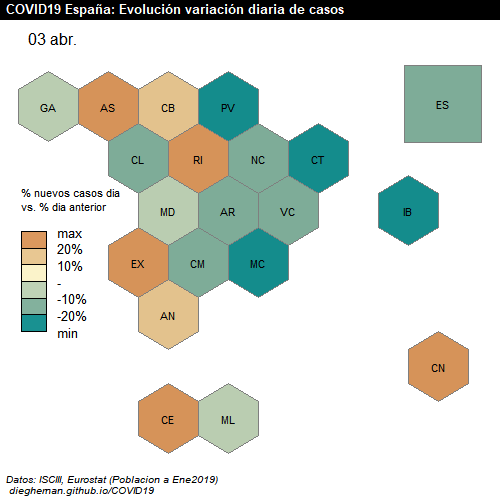 COVID19 España: Evolución variación diaria de casos
03 abr.
GA AS CB PV ES
CL RI NC CT
% nuevos casos dia
vs. % dia anterior
MD AR VC IB
max
20%
10%
-
-10%
-20%
min
EX CM MC
AN
CN
CE ML
Datos: ISCIII, Eurostat (Poblacion a Ene2019)
diegheman.github.io/COVID19